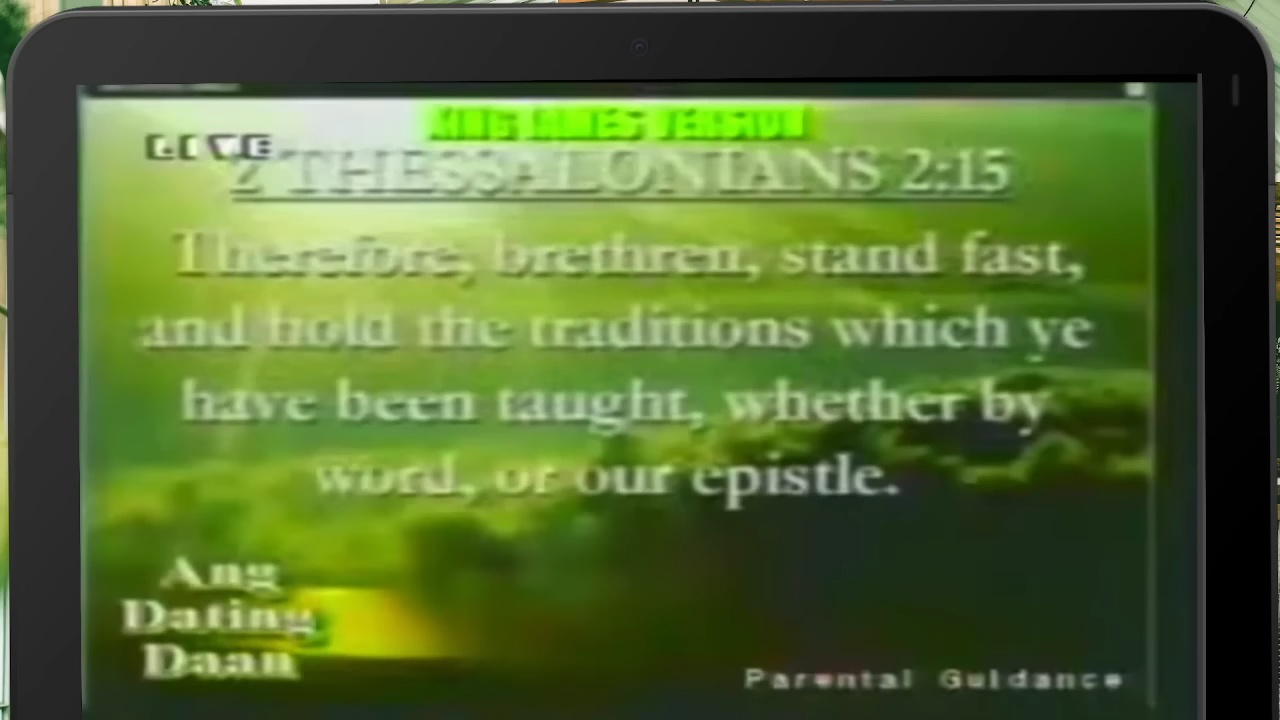 KING JAMES VERSION
LIVE
2 THESSALONIANS 2:15
Therefore, brethren, stand fast,
and hold the traditions which ye
have been taught, whether by
word, or our epistle.
Ang
Dating
Daan
Parental Guidance